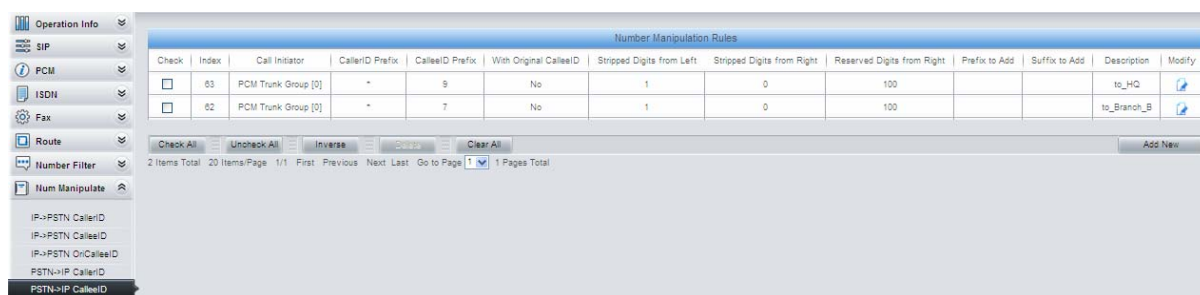 Operation Info
SIP
PCM
ISDN
Fax
Route
Number Filter
Num Manipulate
IP->PSTN CallerID
IP->PSTN CalleeID
IP->PSTN OriCalleeID
PSTN->IP CallerID
PSTN->IP CalleeID
Number Manipulation Rules
Check Index Call Initiator CallerID Prefix CalleeID Prefix With Original CalleeID Stripped Digits from Left Stripped Digits from Right Reserved Digits from Right Prefix to Add Suffix to Add Description Modify
63 PCM Trunk Group [0] * 9 No 1 0 100 to_HQ
62 PCM Trunk Group [0] * 7 No 1 0 100 to_Branch_B
Check All Uncheck All Inverse Delete Clear All Add New
2 Items Total 20 Items/Page 1/1 First Previous Next Last Go to Page 1 1 Pages Total